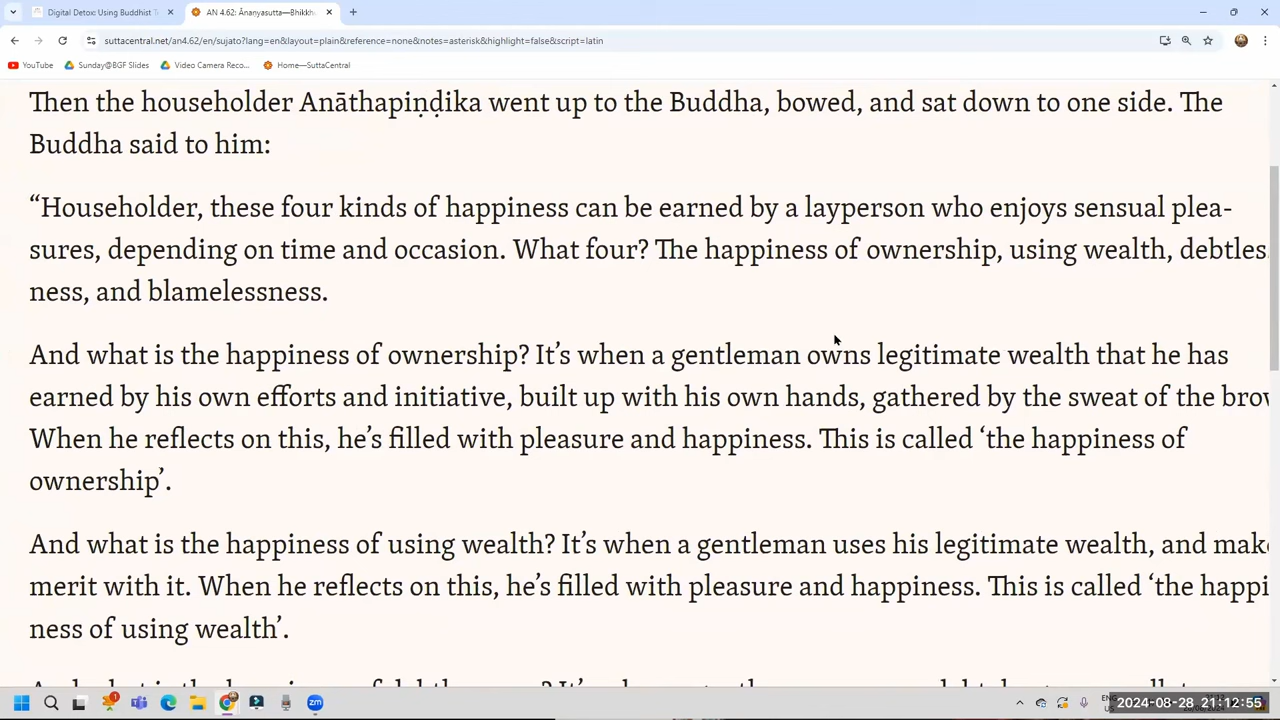 Digital Detox: Using Buddhist
AN 4.62: Ānaṇyasutta—Bhikkh
suttacentral.net/an4.62/en/sujato?lang=en&layout=plain&reference=none&notes=asterisk&highlight=false&script=latin
YouTube Sunday@BGF Slides Video Camera Reco... Home—SuttaCentral
Then the householder Anāthapiṇḍika went up to the Buddha, bowed, and sat down to one side. The
Buddha said to him:
“Householder, these four kinds of happiness can be earned by a layperson who enjoys sensual plea-
sures, depending on time and occasion. What four? The happiness of ownership, using wealth, debtles
ness, and blamelessness.
And what is the happiness of ownership? It’s when a gentleman owns legitimate wealth that he has
earned by his own efforts and initiative, built up with his own hands, gathered by the sweat of the brow
When he reflects on this, he’s filled with pleasure and happiness. This is called ‘the happiness of
ownership’.
And what is the happiness of using wealth? It’s when a gentleman uses his legitimate wealth, and make
merit with it. When he reflects on this, he’s filled with pleasure and happiness. This is called ‘the happi
ness of using wealth’.
zm
2024-08-28 21:12:55